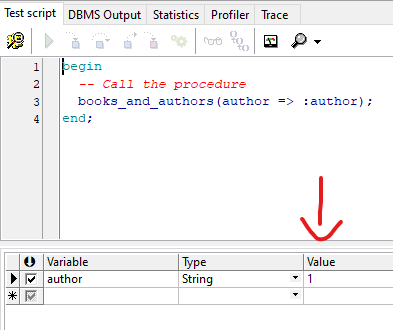 Test script DBMS Output Statistics Profiler Trace
1 begin
2 -- Call the procedure
3 books_and_authors(author => :author);
4 end;
Variable Type Value
author String 1